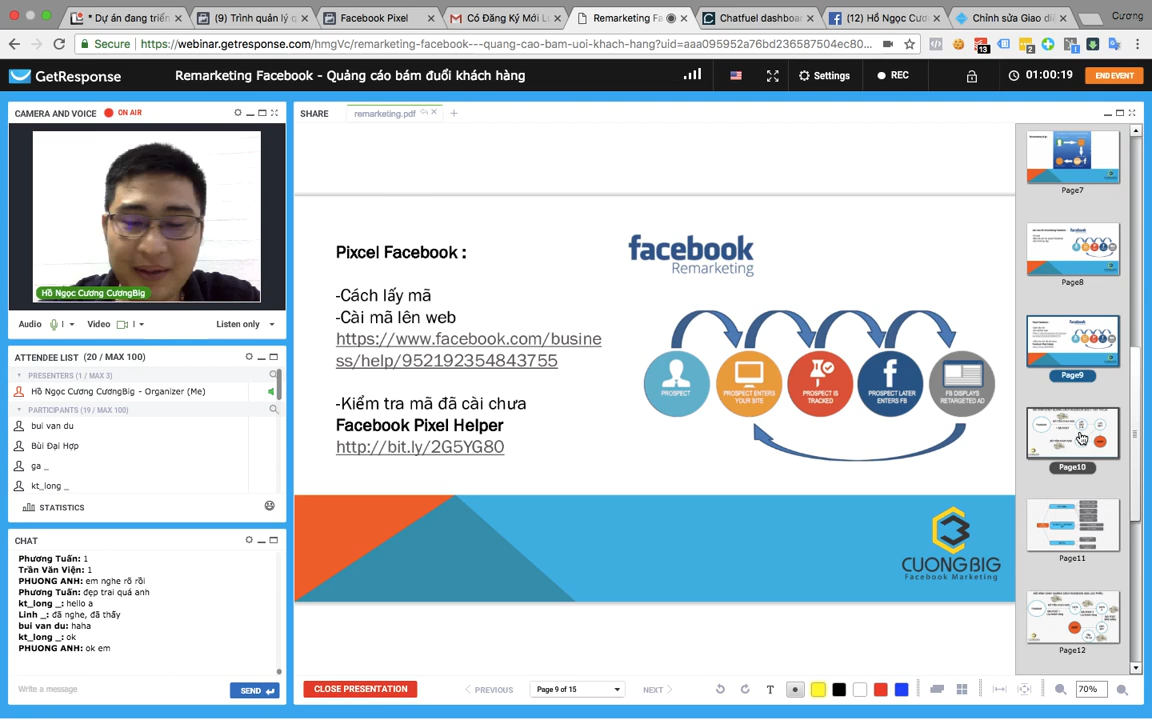 * Dự án đang triển
(9) Trình quản lý q
Facebook Pixel
Có Đăng Ký Mới Li
Remarketing Fa
Chatfuel dashboar
(12) Hồ Ngọc Cươ
Chỉnh sửa Giao di
Cương
Secure
https://webinar.getresponse.com/hmgVc/remarketing-facebook---quang-cao-bam-uoi-khach-hang?uid=aaa095952a76bd236587504ec80...
13
2
1
GetResponse
Remarketing Facebook - Quảng cáo bám đuổi khách hàng
Settings
REC
01:00:19
END EVENT
CAMERA AND VOICE
ON AIR
Hồ Ngọc Cương CươngBig
Audio
Video
Listen only
ATTENDEE LIST (20 / MAX 100)
PRESENTERS (1 / MAX 3)
Hồ Ngọc Cương CươngBig - Organizer (Me)
PARTICIPANTS (19 / MAX 100)
bui van du
Bùi Đại Hợp
ga _
kt_long _
STATISTICS
CHAT
Phương Tuấn: 1
Trần Văn Viện: 1
PHUONG ANH: em nghe rõ rồi
Phương Tuấn: đẹp trai quá anh
kt_long _: hello a
Linh _: đã nghe, đã thấy
bui van du: haha
kt_long _: ok
PHUONG ANH: ok em
Write a message
SEND
SHARE
remarketing.pdf
Pixcel Facebook :
-Cách lấy mã
-Cài mã lên web
https://www.facebook.com/busine
ss/help/952192354843755
-Kiểm tra mã đã cài chưa
Facebook Pixel Helper
http://bit.ly/2G5YG80
facebook
Remarketing
PROSPECT
PROSPECT ENTERS
YOUR SITE
PROSPECT IS
TRACKED
PROSPECT LATER
ENTERS FB
FB DISPLAYS
RETARGETED AD
CUONGBIG
Facebook Marketing
Page7
Page8
Page9
Page10
Page11
Page12
CLOSE PRESENTATION
PREVIOUS
Page 9 of 15
NEXT
T
70%